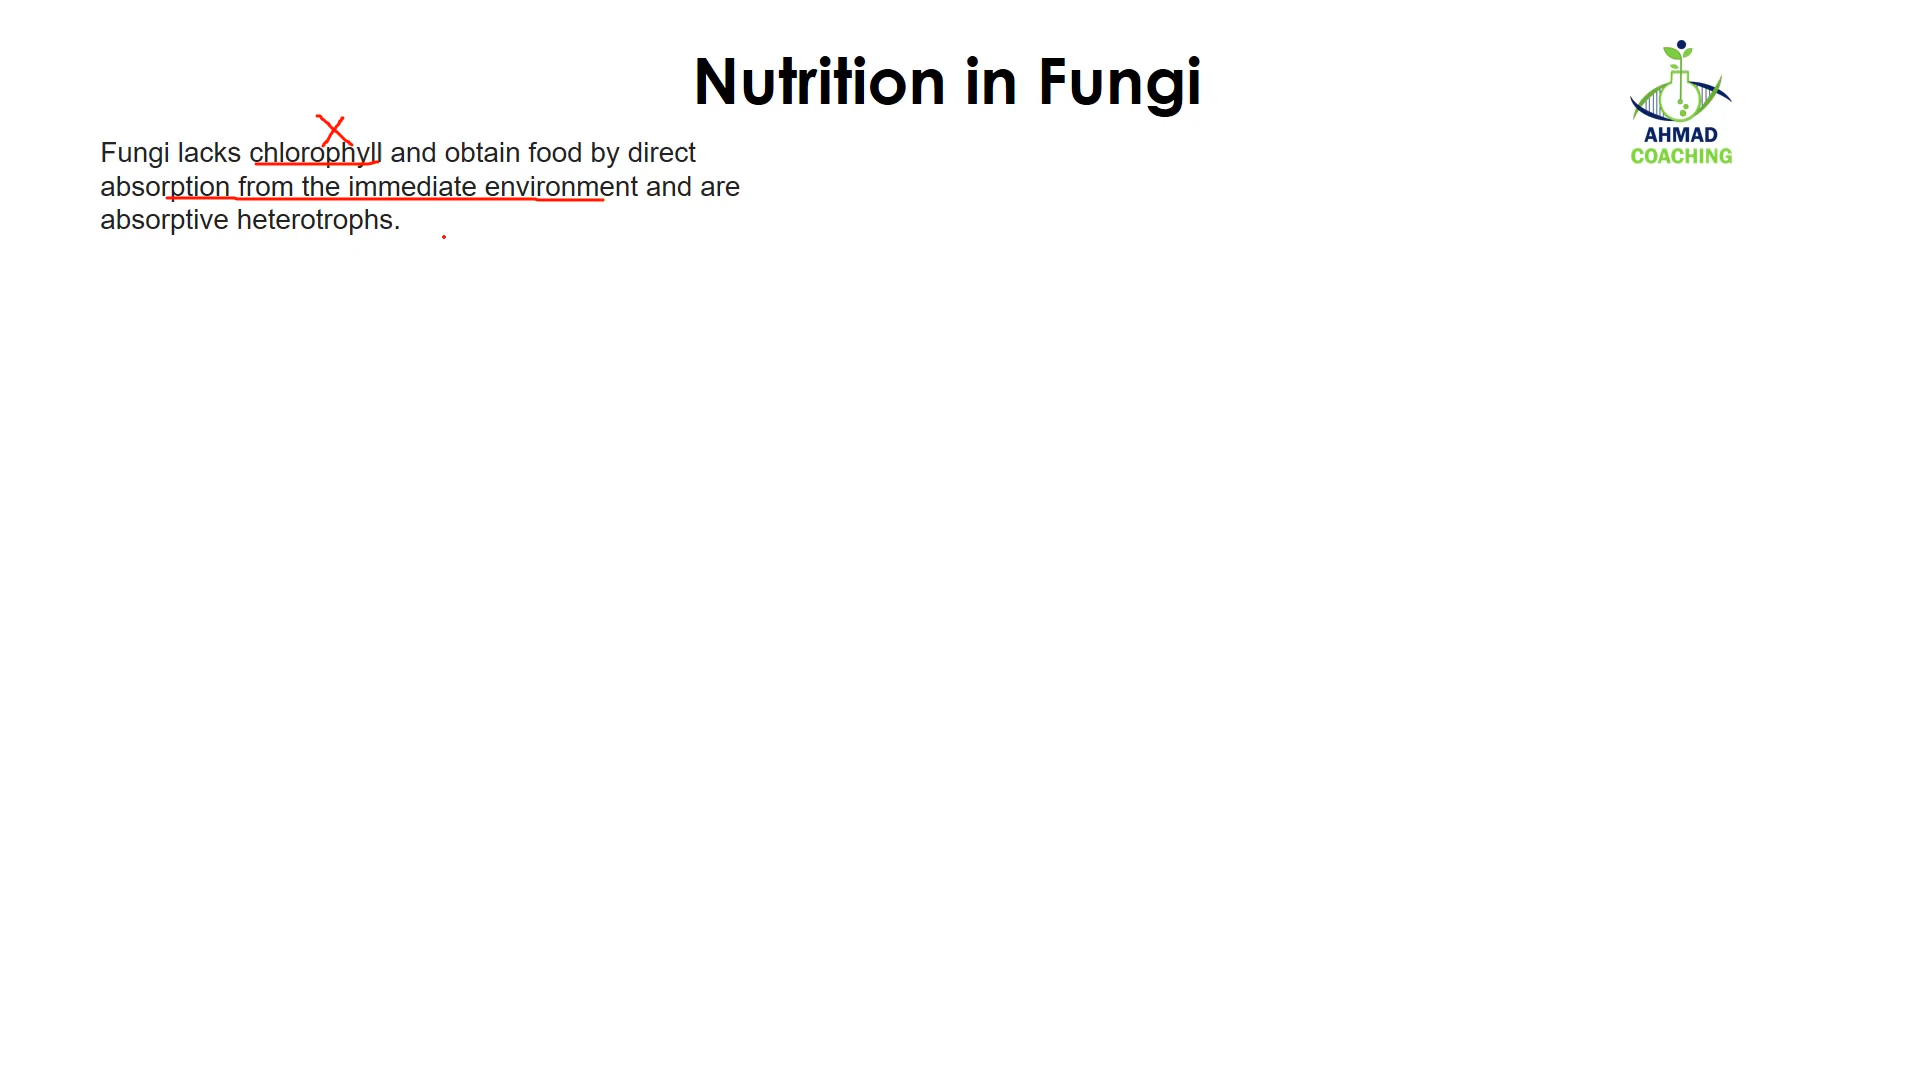 Nutrition in Fungi
Fungi lacks chlorophyll and obtain food by direct
absorption from the immediate environment and are
absorptive heterotrophs.
AHMAD
COACHING